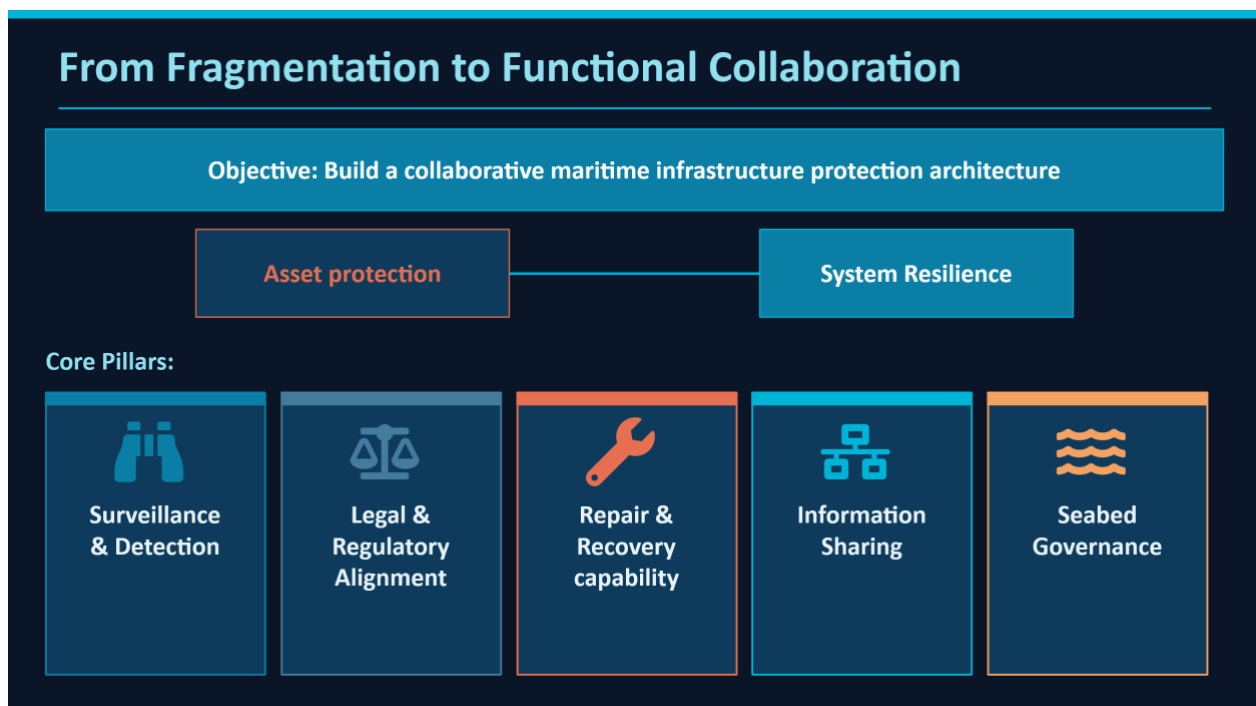 From Fragmentation to Functional Collaboration
Objective: Build a collaborative maritime infrastructure protection architecture
Asset protection
System Resilience
Core Pillars:
Surveillance
& Detection
Legal &
Regulatory
Alignment
Repair &
Recovery
capability
Information
Sharing
Seabed
Governance